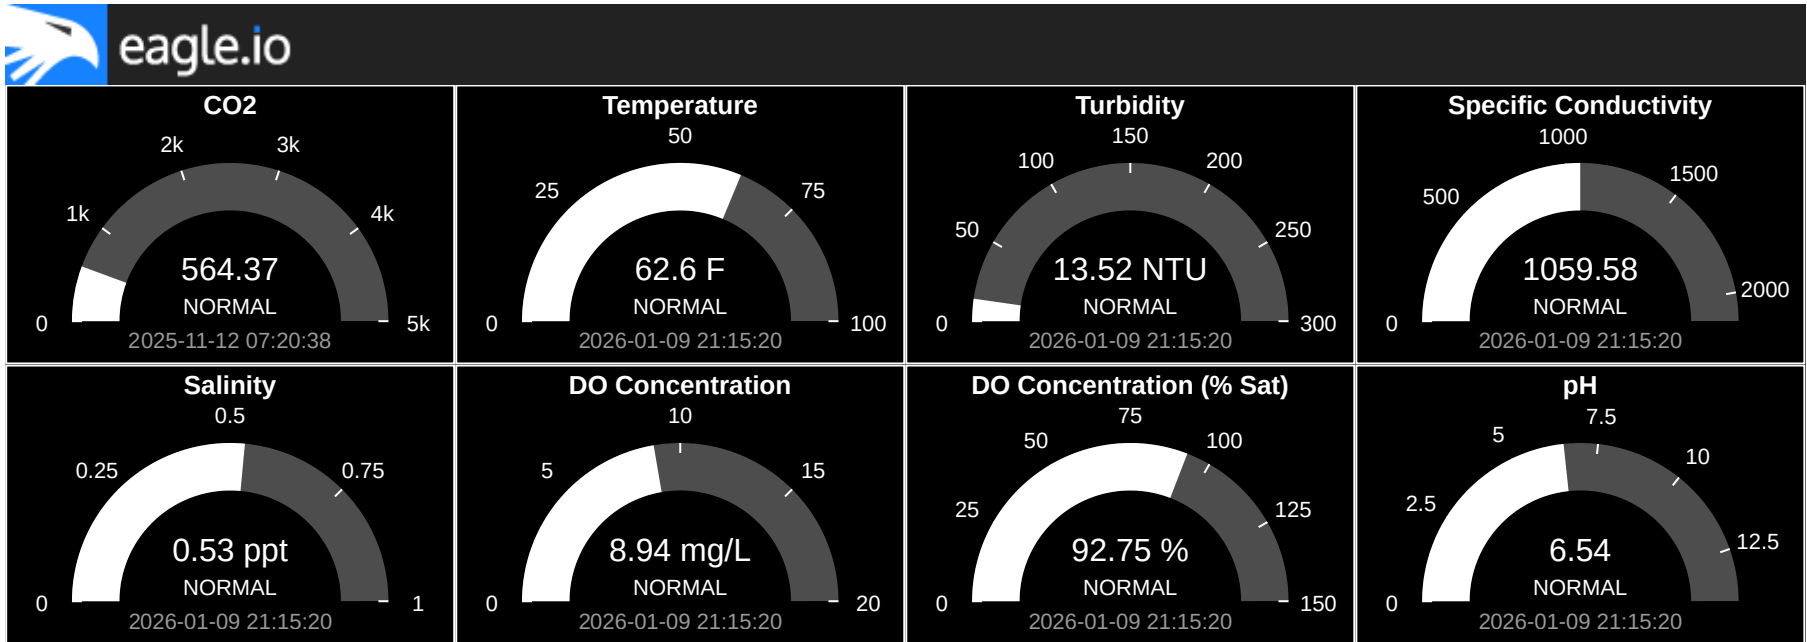 eagle.io
CO2
0
1k
2k
3k
4k
5k
564.37
NORMAL
2025-11-12 07:20:38
Temperature
0
25
50
75
100
62.6 F
NORMAL
2026-01-09 21:15:20
Turbidity
0
50
100
150
200
250
300
13.52 NTU
NORMAL
2026-01-09 21:15:20
Specific Conductivity
0
500
1000
1500
2000
1059.58
NORMAL
2026-01-09 21:15:20
Salinity
0
0.25
0.5
0.75
1
0.53 ppt
NORMAL
2026-01-09 21:15:20
DO Concentration
0
5
10
15
20
8.94 mg/L
NORMAL
2026-01-09 21:15:20
DO Concentration (% Sat)
0
25
50
75
100
125
150
92.75 %
NORMAL
2026-01-09 21:15:20
pH
0
2.5
5
7.5
10
12.5
6.54
NORMAL
2026-01-09 21:15:20